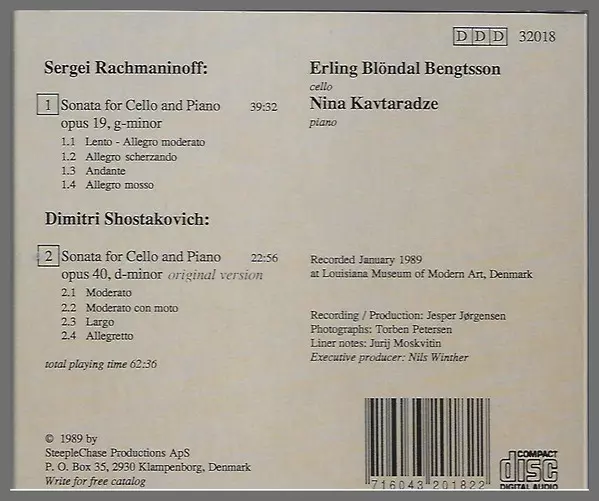 DDD 32018
Sergei Rachmaninoff:
1 Sonata for Cello and Piano 39:32
opus 19, g-minor
1.1 Lento - Allegro moderato
1.2 Allegro scherzando
1.3 Andante
1.4 Allegro mosso
Dimitri Shostakovich:
2 Sonata for Cello and Piano 22:56
opus 40, d-minor original version
2.1 Moderato
2.2 Moderato con moto
2.3 Largo
2.4 Allegretto
total playing time 62:36
© 1989 by
SteepleChase Productions ApS
P. O. Box 35, 2930 Klampenborg, Denmark
Write for free catalog
Erling Blöndal Bengtsson
cello
Nina Kavtaradze
piano
Recorded January 1989
at Louisiana Museum of Modern Art, Denmark
Recording / Production: Jesper Jørgensen
Photographs: Torben Petersen
Liner notes: Jurij Moskvitin
Executive producer: Nils Winther
716043 201822
COMPACT
disc
DIGITAL AUDIO